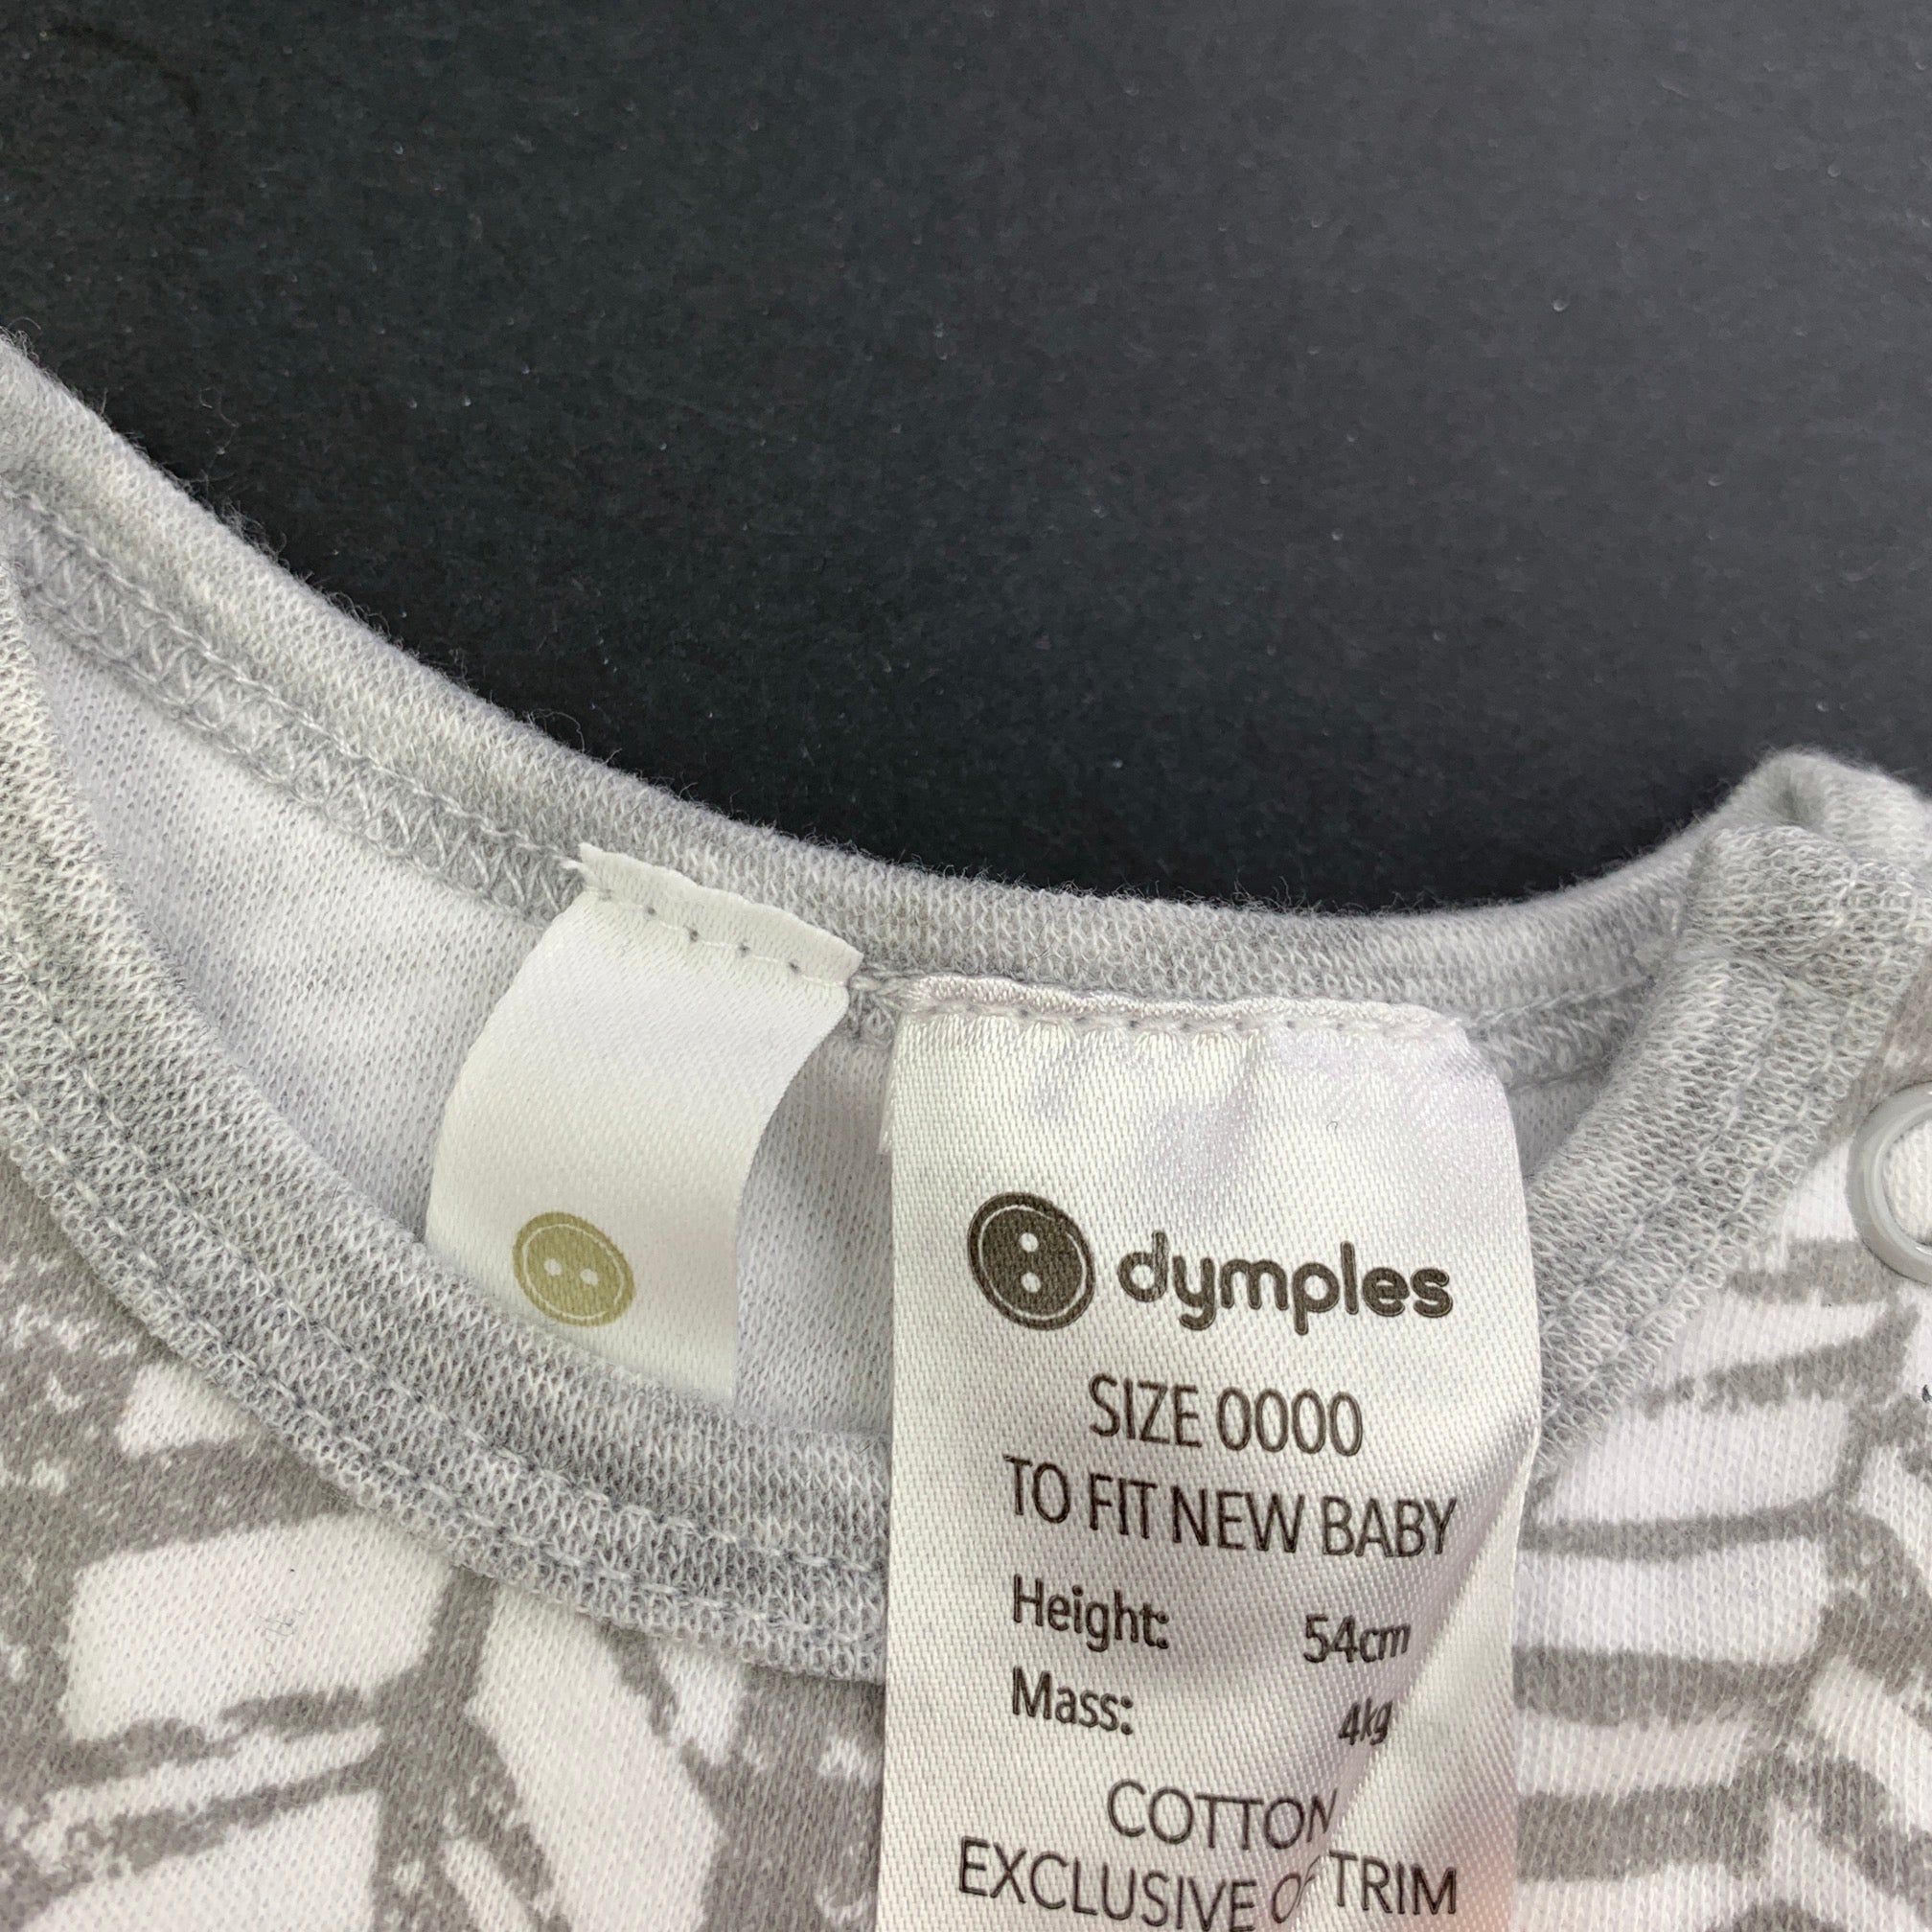 dymples
SIZE 0000
TO FIT NEW BABY
Height: 54cm
Mass: 4kg
COTTON
EXCLUSIVE OF TRIM